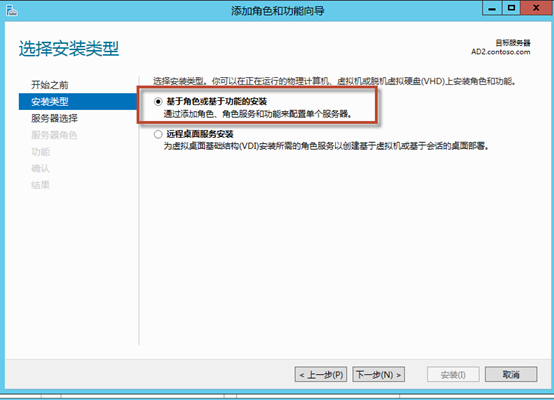 添加角色和功能向导
选择安装类型
目标服务器
AD2.contoso.com
开始之前
安装类型
服务器选择
服务器角色
功能
确认
结果
选择安装类型。你可以在正在运行的物理计算机、虚拟机或脱机虚拟硬盘(VHD)上安装角色和功能。
基于角色或基于功能的安装
通过添加角色、角色服务和功能来配置单个服务器。
远程桌面服务安装
为虚拟桌面基础结构(VDI)安装所需的角色服务以创建基于虚拟机或基于会话的桌面部署。
< 上一步(P)
下一步(N) >
安装(I)
取消